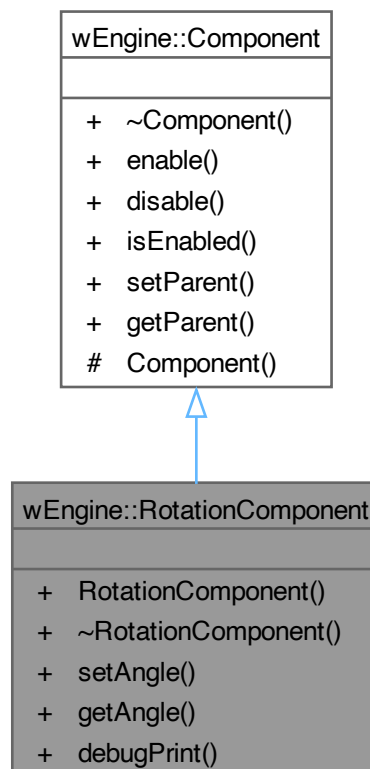 wEngine::Component
+ ~Component()
+ enable()
+ disable()
+ isEnabled()
+ setParent()
+ getParent()
# Component()
wEngine::RotationComponent
+ RotationComponent()
+ ~RotationComponent()
+ setAngle()
+ getAngle()
+ debugPrint()